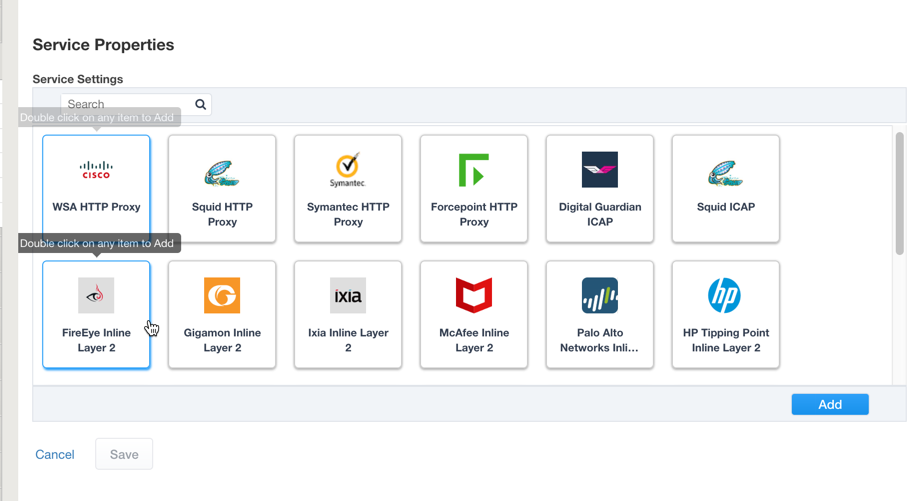 Service Properties
Service Settings
Search
Double click on any item to Add
CISCO
WSA HTTP Proxy
Squid HTTP
Proxy
Symantec.
Symantec HTTP
Proxy
Forcepoint HTTP
Proxy
Digital Guardian
ICAP
Squid ICAP
Double click on any item to Add
FireEye Inline
Layer 2
G
Gigamon Inline
Layer 2
ixia
Ixia Inline Layer
2
McAfee Inline
Layer 2
Palo Alto
Networks Inli...
hp
HP Tipping Point
Inline Layer 2
Add
Cancel
Save